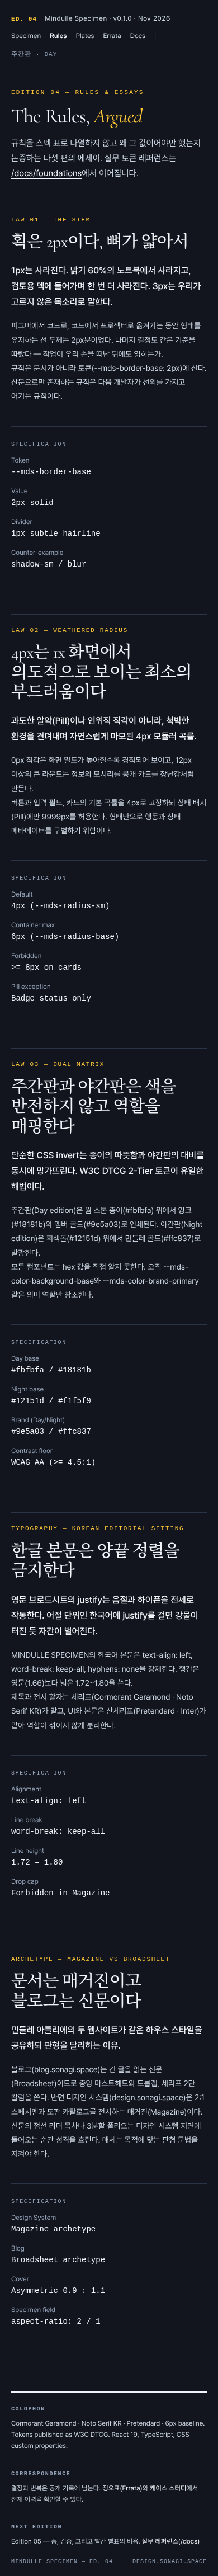 ED. 04 Mindulle Specimen · v0.1.0 · Nov 2026
Specimen Rules Plates Errata Docs
주간판 · DAY
EDITION 04 — RULES & ESSAYS
The Rules, Argued
규칙을 스펙 표로 나열하지 않고 왜 그 값이어야만 했는지
논증하는 다섯 편의 에세이. 실무 토큰 레퍼런스는
/docs/foundations에서 이어집니다.
LAW 01 — THE STEM
획은 2px이다, 뼈가 얇아서
1px는 사라진다. 밝기 60%의 노트북에서 사라지고,
검토용 덱에 들어가며 한 번 더 사라진다. 3px는 우리가
고르지 않은 목소리로 말한다.
피그마에서 코드로, 코드에서 프로젝터로 옮겨가는 동안 형태를
유지하는 선 두께는 2px뿐이었다. 나머지 결정도 같은 기준을
따랐다 — 작업이 우리 손을 떠난 뒤에도 읽히는가.
규칙은 문서가 아니라 토큰(--mds-border-base: 2px)에 산다.
산문으로만 존재하는 규칙은 다음 개발자가 선의를 가지고
어기는 규칙이다.
SPECIFICATION
Token
--mds-border-base
Value
2px solid
Divider
1px subtle hairline
Counter-example
shadow-sm / blur
LAW 02 — WEATHERED RADIUS
4px는 1x 화면에서
의도적으로 보이는 최소의
부드러움이다
과도한 알약(Pill)이나 인위적 직각이 아니라, 척박한
환경을 견뎌내며 자연스럽게 마모된 4px 모듈러 곡률.
0px 직각은 화면 밀도가 높아질수록 경직되어 보이고, 12px
이상의 큰 라운드는 정보의 모서리를 뭉개 카드를 장난감처럼
만든다.
버튼과 입력 필드, 카드의 기본 곡률을 4px로 고정하되 상태 배지
(Pill)에만 9999px를 허용한다. 형태만으로 행동과 상태
메타데이터를 구별하기 위함이다.
SPECIFICATION
Default
4px (--mds-radius-sm)
Container max
6px (--mds-radius-base)
Forbidden
>= 8px on cards
Pill exception
Badge status only
LAW 03 — DUAL MATRIX
주간판과 야간판은 색을
반전하지 않고 역할을
매핑한다
단순한 CSS invert는 종이의 따뜻함과 야간판의 대비를
동시에 망가뜨린다. W3C DTCG 2-Tier 토큰이 유일한
해법이다.
주간판(Day edition)은 웜 스톤 종이(#fbfbfa) 위에서 잉크
(#18181b)와 앰버 골드(#9e5a03)로 인쇄된다. 야간판(Night
edition)은 회색돌(#12151d) 위에서 민들레 골드(#ffc837)로
발광한다.
모든 컴포넌트는 hex 값을 직접 알지 못한다. 오직 --mds-
color-background-base와 --mds-color-brand-primary
같은 의미 역할만 참조한다.
SPECIFICATION
Day base
#fbfbfa / #18181b
Night base
#12151d / #f1f5f9
Brand (Day/Night)
#9e5a03 / #ffc837
Contrast floor
WCAG AA (>= 4.5:1)
TYPOGRAPHY — KOREAN EDITORIAL SETTING
한글 본문은 양끝 정렬을
금지한다
영문 브로드시트의 justify는 음절과 하이픈을 전제로
작동한다. 어절 단위인 한국어에 justify를 걸면 강물이
터진 듯 자간이 벌어진다.
MINDULLE SPECIMEN의 한국어 본문은 text-align: left,
word-break: keep-all, hyphens: none을 강제한다. 행간은
영문(1.66)보다 넓은 1.72~1.80을 쓴다.
제목과 전시 활자는 세리프(Cormorant Garamond · Noto
Serif KR)가 맡고, UI와 본문은 산세리프(Pretendard · Inter)가
맡아 역할이 섞이지 않게 분리한다.
SPECIFICATION
Alignment
text-align: left
Line break
word-break: keep-all
Line height
1.72 – 1.80
Drop cap
Forbidden in Magazine
ARCHETYPE — MAGAZINE VS BROADSHEET
문서는 매거진이고
블로그는 신문이다
민들레 아틀리에의 두 웹사이트가 같은 하우스 스타일을
공유하되 판형을 달리하는 이유.
블로그(blog.sonagi.space)는 긴 글을 읽는 신문
(Broadsheet)이므로 중앙 마스트헤드와 드롭캡, 세리프 2단
칼럼을 쓴다. 반면 디자인 시스템(design.sonagi.space)은 2:1
스페시멘과 도판 카탈로그를 전시하는 매거진(Magazine)이다.
신문의 점선 리더 목차나 3분할 폴리오는 디자인 시스템 지면에
들어오는 순간 성격을 흐린다. 매체는 목적에 맞는 판형 문법을
지켜야 한다.
SPECIFICATION
Design System
Magazine archetype
Blog
Broadsheet archetype
Cover
Asymmetric 0.9 : 1.1
Specimen field
aspect-ratio: 2 / 1
COLOPHON
Cormorant Garamond · Noto Serif KR · Pretendard · 6px baseline.
Tokens published as W3C DTCG. React 19, TypeScript, CSS
custom properties.
CORRESPONDENCE
결정과 번복은 공개 기록에 남는다. 정오표(Errata)와 케이스 스터디에서
전체 이력을 확인할 수 있다.
NEXT EDITION
Edition 05 — 폼, 검증, 그리고 빨간 별표의 비용. 실무 레퍼런스(/docs)
MINDULLE SPECIMEN — ED. 04 DESIGN.SONAGI.SPACE